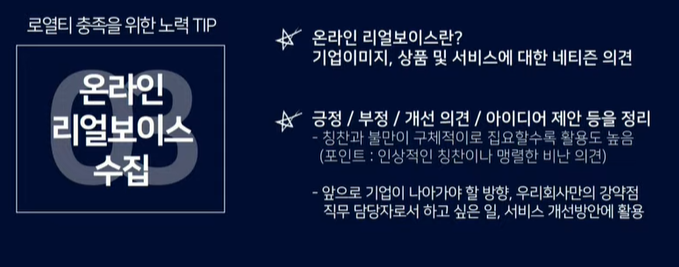 로열티 충족을 위한 노력 TIP
03
온라인
리얼보이스
수집
온라인 리얼보이스란?
기업이미지, 상품 및 서비스에 대한 네티즌 의견
긍정 / 부정 / 개선 의견 / 아이디어 제안 등을 정리
- 칭찬과 불만이 구체적이로 집요할수록 활용도 높음
(포인트 : 인상적인 칭찬이나 맹렬한 비난 의견)
- 앞으로 기업이 나아가야 할 방향, 우리회사만의 강약점
직무 담당자로서 하고 싶은 일, 서비스 개선방안에 활용